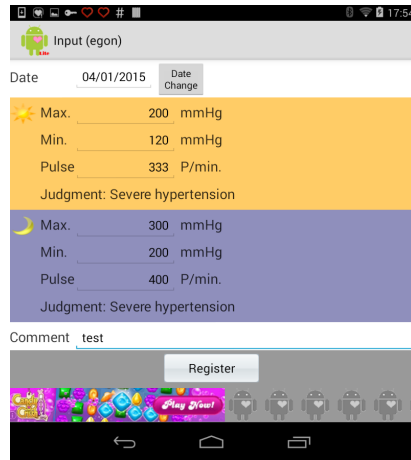 17:54
Input (egon)
Date 04/01/2015 Date Change
Max. 200 mmHg
Min. 120 mmHg
Pulse 333 P/min.
Judgment: Severe hypertension
Max. 300 mmHg
Min. 200 mmHg
Pulse 400 P/min.
Judgment: Severe hypertension
Comment test
Register
Candy Crush Play Now!